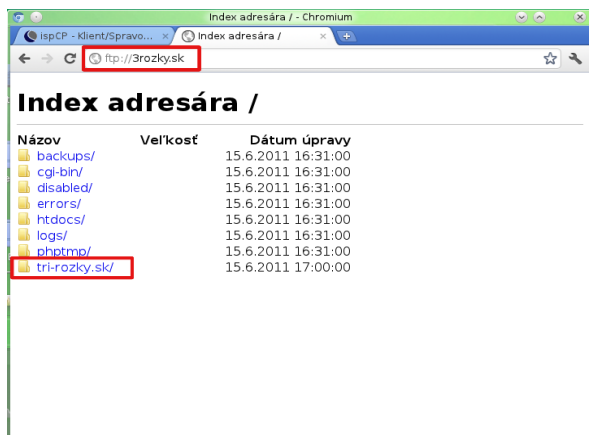 Index adresára / - Chromium
ispCP - Klient/Spravo... Index adresára /
ftp://3rozky.sk
Index adresára /
Názov Veľkosť Dátum úpravy
backups/ 15.6.2011 16:31:00
cgi-bin/ 15.6.2011 16:31:00
disabled/ 15.6.2011 16:31:00
errors/ 15.6.2011 16:31:00
htdocs/ 15.6.2011 16:31:00
logs/ 15.6.2011 16:31:00
phptmp/ 15.6.2011 16:31:00
tri-rozky.sk/ 15.6.2011 17:00:00